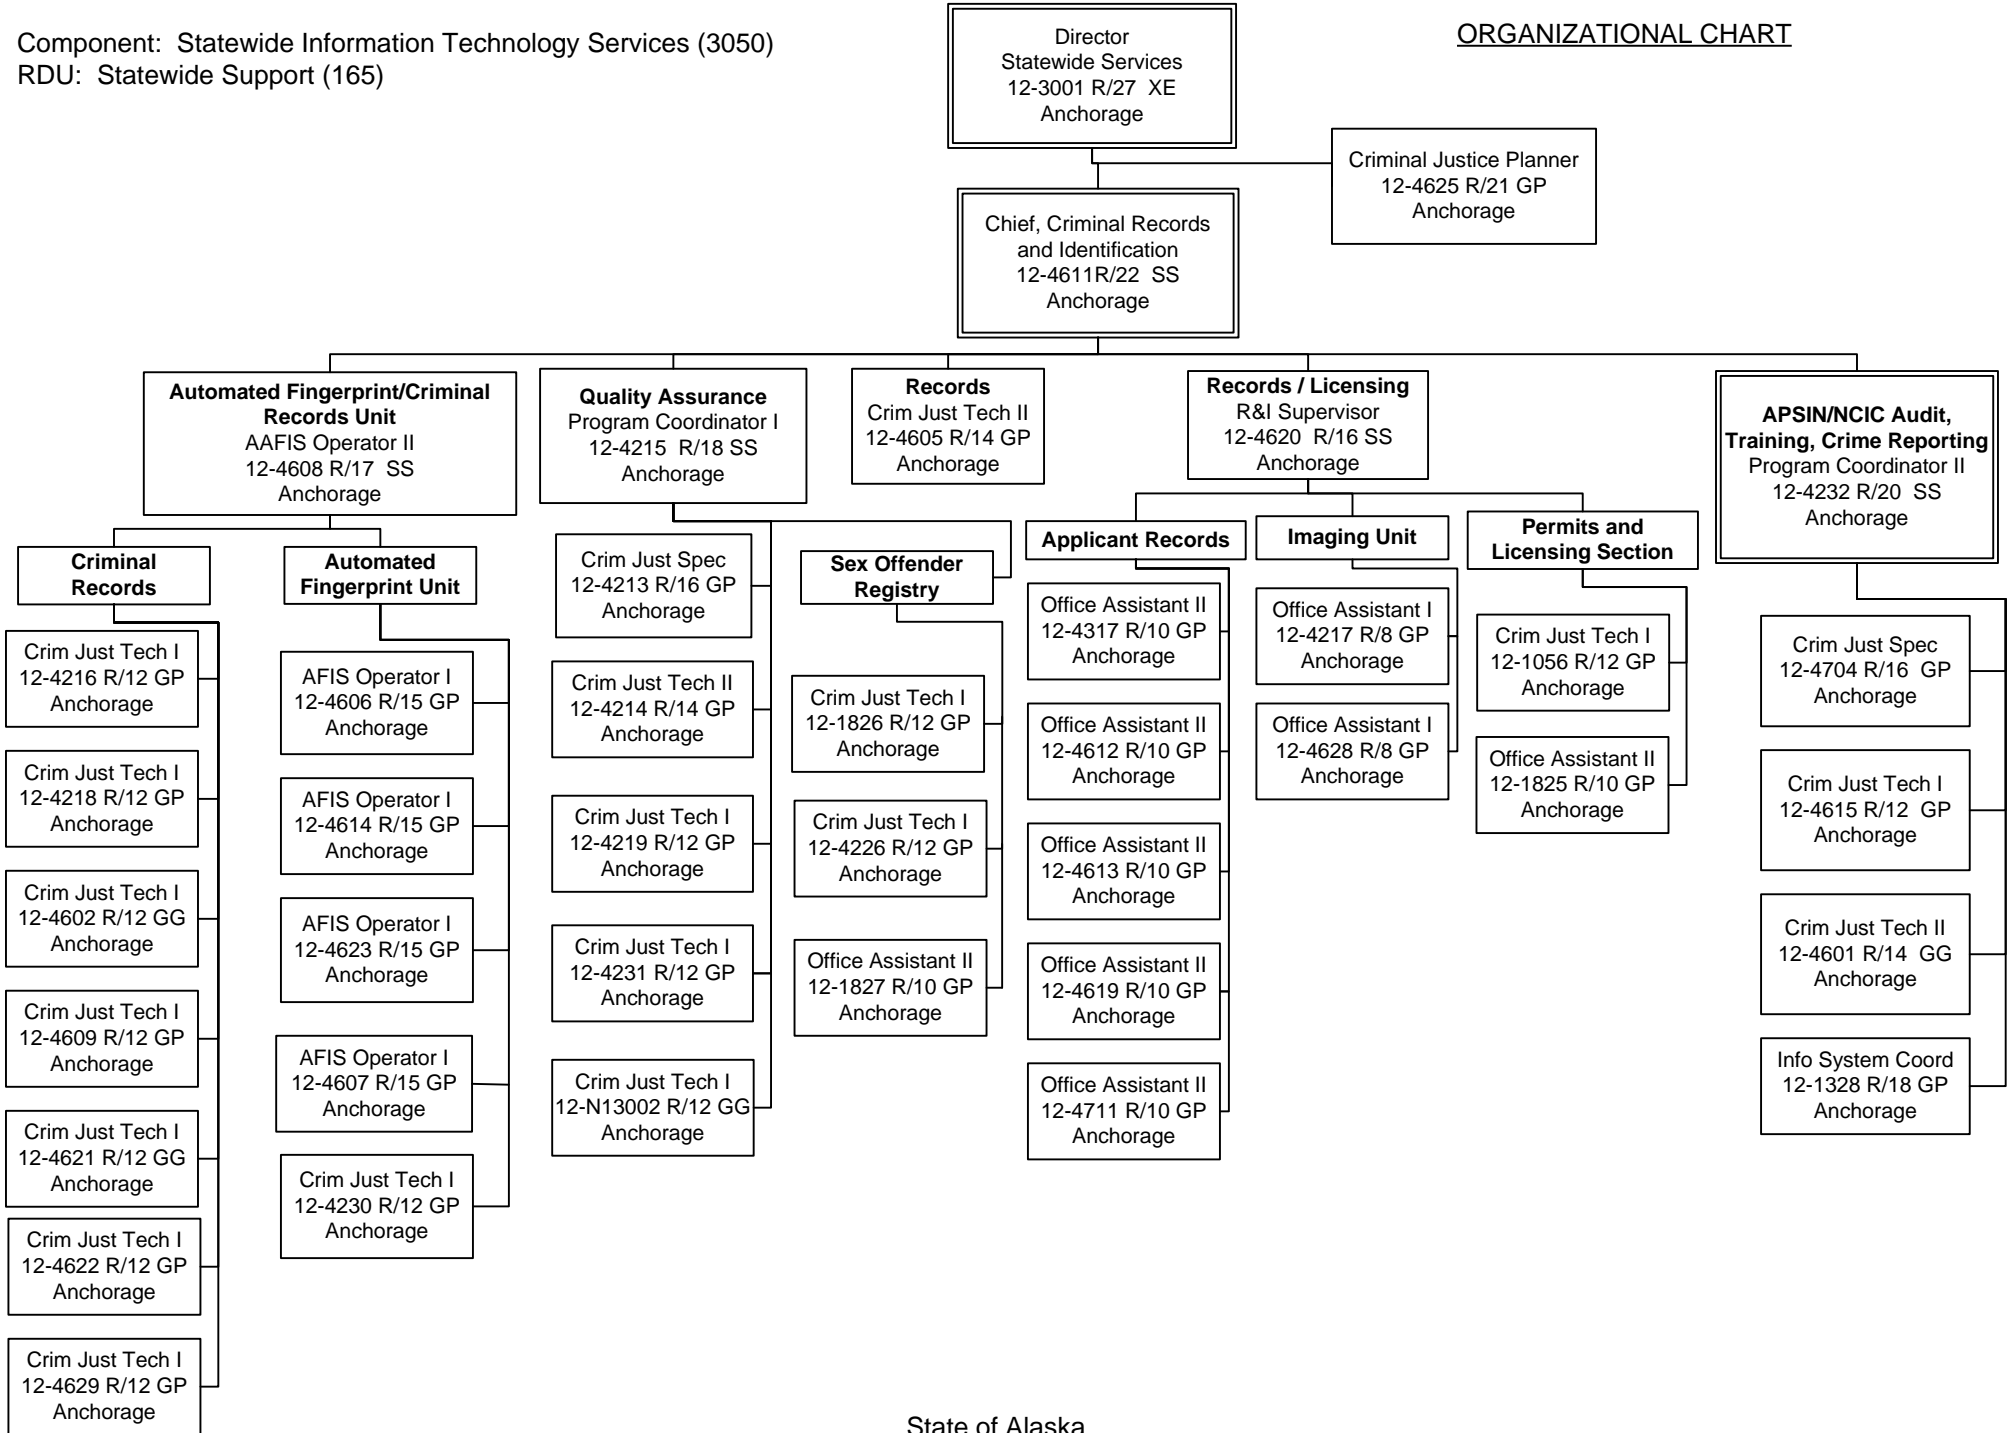 Component: Statewide Information Technology Services (3050)
RDU: Statewide Support (165)
ORGANIZATIONAL CHART
Director
Statewide Services
12-3001 R/27 XE
Anchorage
Criminal Justice Planner
12-4625 R/21 GP
Anchorage
Chief, Criminal Records
and Identification
12-4611R/22 SS
Anchorage
Automated Fingerprint/Criminal
Records Unit
AAFIS Operator II
12-4608 R/17 SS
Anchorage
Quality Assurance
Program Coordinator I
12-4215 R/18 SS
Anchorage
Records
Crim Just Tech II
12-4605 R/14 GP
Anchorage
Records / Licensing
R&I Supervisor
12-4620 R/16 SS
Anchorage
APSIN/NCIC Audit,
Training, Crime Reporting
Program Coordinator II
12-4232 R/20 SS
Anchorage
Criminal
Records
Crim Just Tech I
12-4216 R/12 GP
Anchorage
Crim Just Tech I
12-4218 R/12 GP
Anchorage
Crim Just Tech I
12-4602 R/12 GG
Anchorage
Crim Just Tech I
12-4609 R/12 GP
Anchorage
Crim Just Tech I
12-4621 R/12 GG
Anchorage
Crim Just Tech I
12-4622 R/12 GP
Anchorage
Crim Just Tech I
12-4629 R/12 GP
Anchorage
Automated
Fingerprint Unit
AFIS Operator I
12-4606 R/15 GP
Anchorage
AFIS Operator I
12-4614 R/15 GP
Anchorage
AFIS Operator I
12-4623 R/15 GP
Anchorage
AFIS Operator I
12-4607 R/15 GP
Anchorage
Crim Just Tech I
12-4230 R/12 GP
Anchorage
Crim Just Spec
12-4213 R/16 GP
Anchorage
Crim Just Tech II
12-4214 R/14 GP
Anchorage
Crim Just Tech I
12-4219 R/12 GP
Anchorage
Crim Just Tech I
12-4231 R/12 GP
Anchorage
Crim Just Tech I
12-N13002 R/12 GG
Anchorage
Sex Offender
Registry
Crim Just Tech I
12-1826 R/12 GP
Anchorage
Crim Just Tech I
12-4226 R/12 GP
Anchorage
Office Assistant II
12-1827 R/10 GP
Anchorage
Applicant Records
Office Assistant II
12-4317 R/10 GP
Anchorage
Office Assistant II
12-4612 R/10 GP
Anchorage
Office Assistant II
12-4613 R/10 GP
Anchorage
Office Assistant II
12-4619 R/10 GP
Anchorage
Office Assistant II
12-4711 R/10 GP
Anchorage
Imaging Unit
Office Assistant I
12-4217 R/8 GP
Anchorage
Office Assistant I
12-4628 R/8 GP
Anchorage
Permits and
Licensing Section
Crim Just Tech I
12-1056 R/12 GP
Anchorage
Office Assistant II
12-1825 R/10 GP
Anchorage
Crim Just Spec
12-4704 R/16 GP
Anchorage
Crim Just Tech I
12-4615 R/12 GP
Anchorage
Crim Just Tech II
12-4601 R/14 GG
Anchorage
Info System Coord
12-1328 R/18 GP
Anchorage
State of Alaska